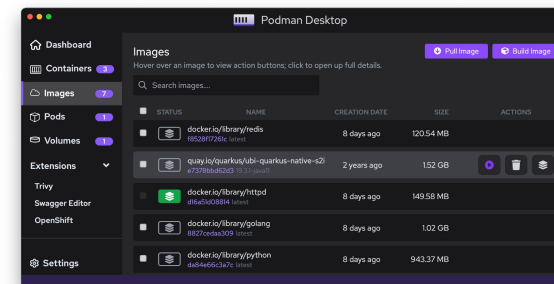 Podman Desktop
Dashboard
Containers 3
Images 7
Pods 1
Volumes 1
Extensions
Trivy
Swagger Editor
OpenShift
Settings
Images
Hover over an image to view action buttons; click to open up full details.
Pull Image
Build Image
Search images...
STATUS NAME CREATION DATE SIZE ACTIONS
docker.io/library/redis 8 days ago 120.54 MB
f8528f17261c latest
quay.io/quarkus/ubi-quarkus-native-s2i 2 years ago 1.52 GB
e7378bbd62d3 19.3.1-java11
docker.io/library/httpd 8 days ago 149.58 MB
d16a51d08814 latest
docker.io/library/golang 8 days ago 1.02 GB
8827cedaa309 latest
docker.io/library/python 8 days ago 943.37 MB
da84e66c3a7c latest